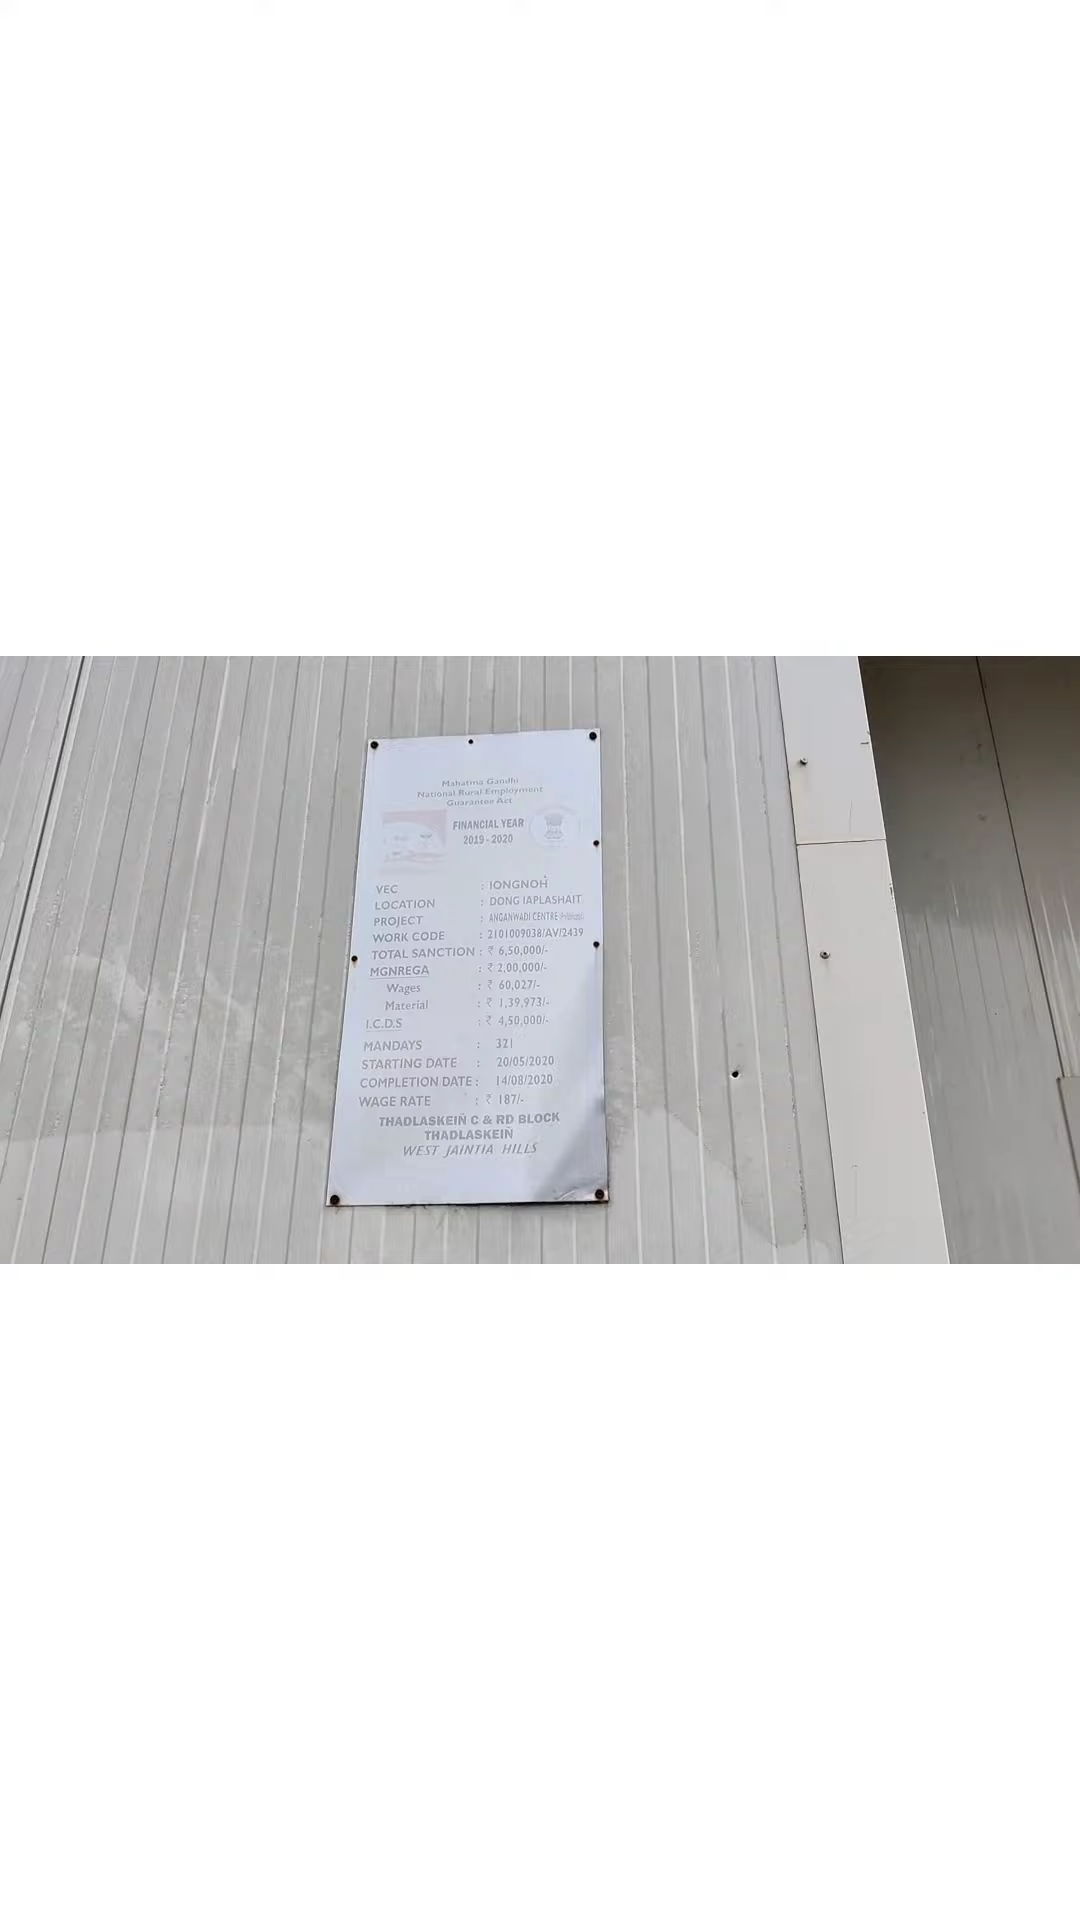 Mahatma Gandhi
National Rural Employment
Guarantee Act
FINANCIAL YEAR
2019 - 2020
VEC : IONGNOH
LOCATION : DONG IAPLASHAIT
PROJECT : ANGANWADI CENTRE
WORK CODE : 2101009038/AV/2439
TOTAL SANCTION : ₹ 6,50,000/-
MGNREGA : ₹ 2,00,000/-
Wages : ₹ 60,027/-
Material : ₹ 1,39,973/-
I.C.D.S : ₹ 4,50,000/-
MANDAYS : 321
STARTING DATE : 20/05/2020
COMPLETION DATE : 14/08/2020
WAGE RATE : ₹ 187/-
THADLASKEIÑ C & RD BLOCK
THADLASKEIÑ
WEST JAINTIA HILLS